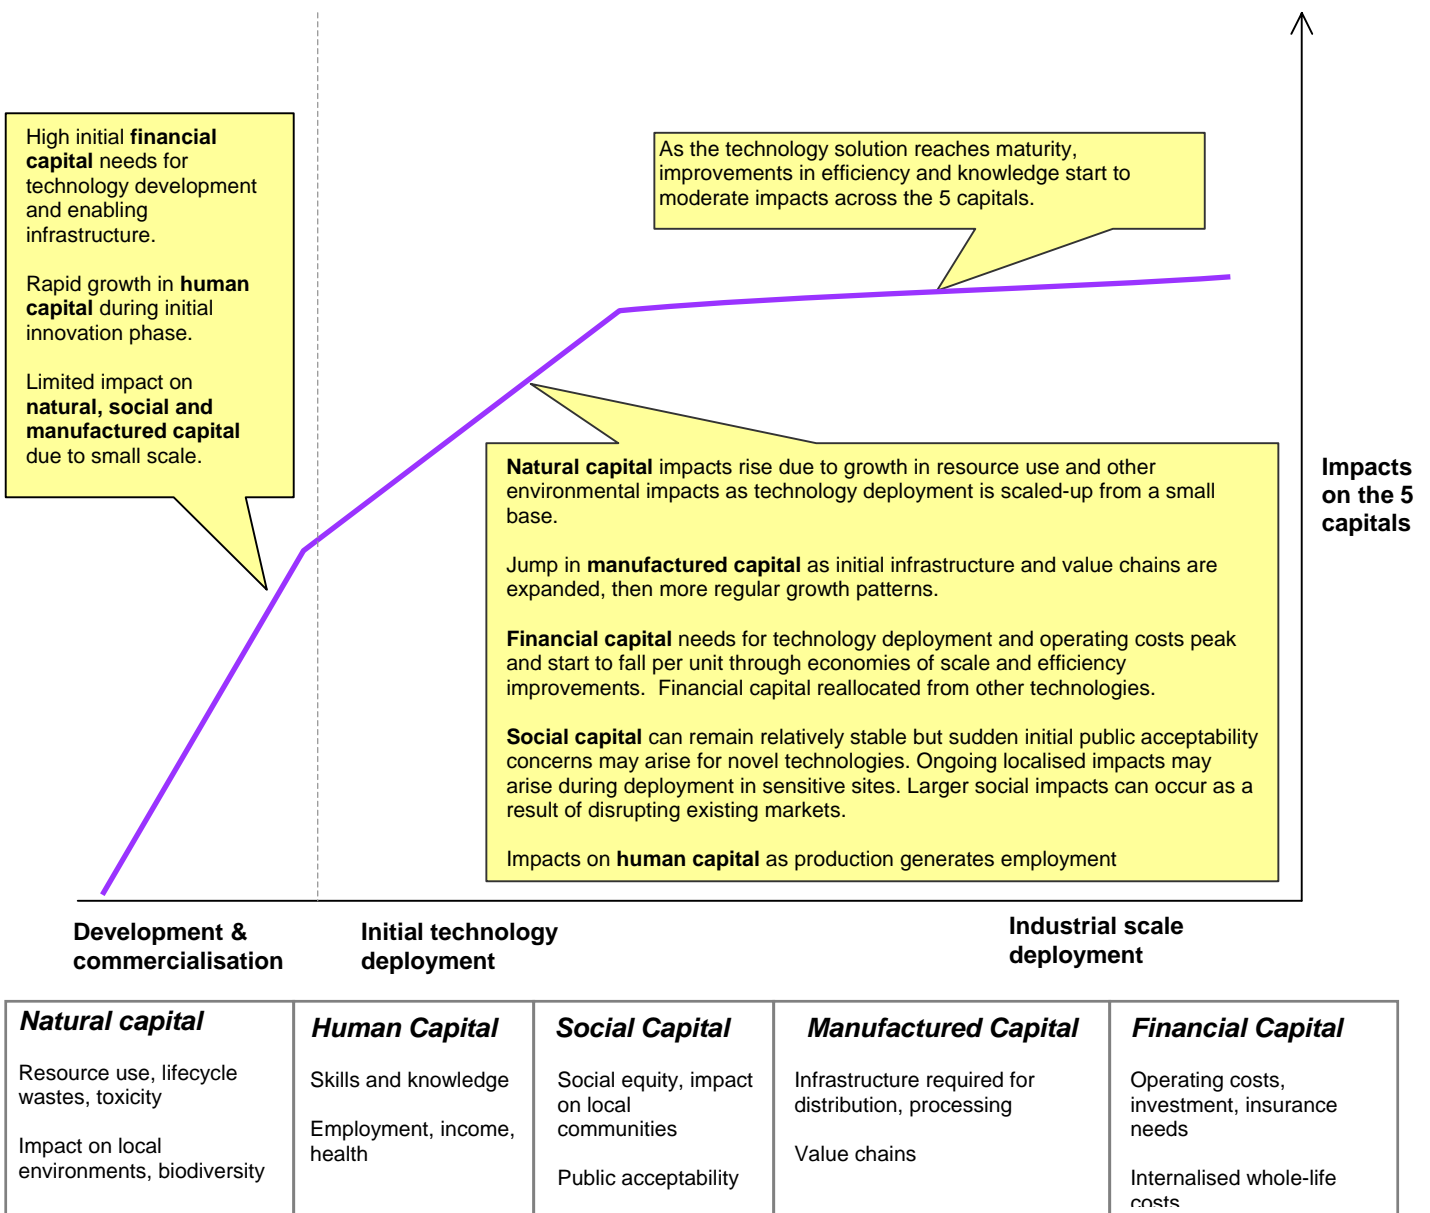 High initial financial
capital needs for
technology development
and enabling
infrastructure.
Rapid growth in human
capital during initial
innovation phase.
Limited impact on
natural, social and
manufactured capital
due to small scale.
As the technology solution reaches maturity,
improvements in efficiency and knowledge start to
moderate impacts across the 5 capitals.
Natural capital impacts rise due to growth in resource use and other
environmental impacts as technology deployment is scaled-up from a small
base.
Jump in manufactured capital as initial infrastructure and value chains are
expanded, then more regular growth patterns.
Financial capital needs for technology deployment and operating costs peak
and start to fall per unit through economies of scale and efficiency
improvements.  Financial capital reallocated from other technologies.
Social capital can remain relatively stable but sudden initial public acceptability
concerns may arise for novel technologies. Ongoing localised impacts may
arise during deployment in sensitive sites. Larger social impacts can occur as a
result of disrupting existing markets.
Impacts on human capital as production generates employment
Impacts
on the 5
capitals
Development &
commercialisation
Initial technology
deployment
Industrial scale
deployment
Natural capital
Resource use, lifecycle
wastes, toxicity
Impact on local
environments, biodiversity
Human Capital
Skills and knowledge
Employment, income,
health
Social Capital
Social equity, impact
on local
communities
Public acceptability
Manufactured Capital
Infrastructure required for
distribution, processing
Value chains
Financial Capital
Operating costs,
investment, insurance
needs
Internalised whole-life
costs